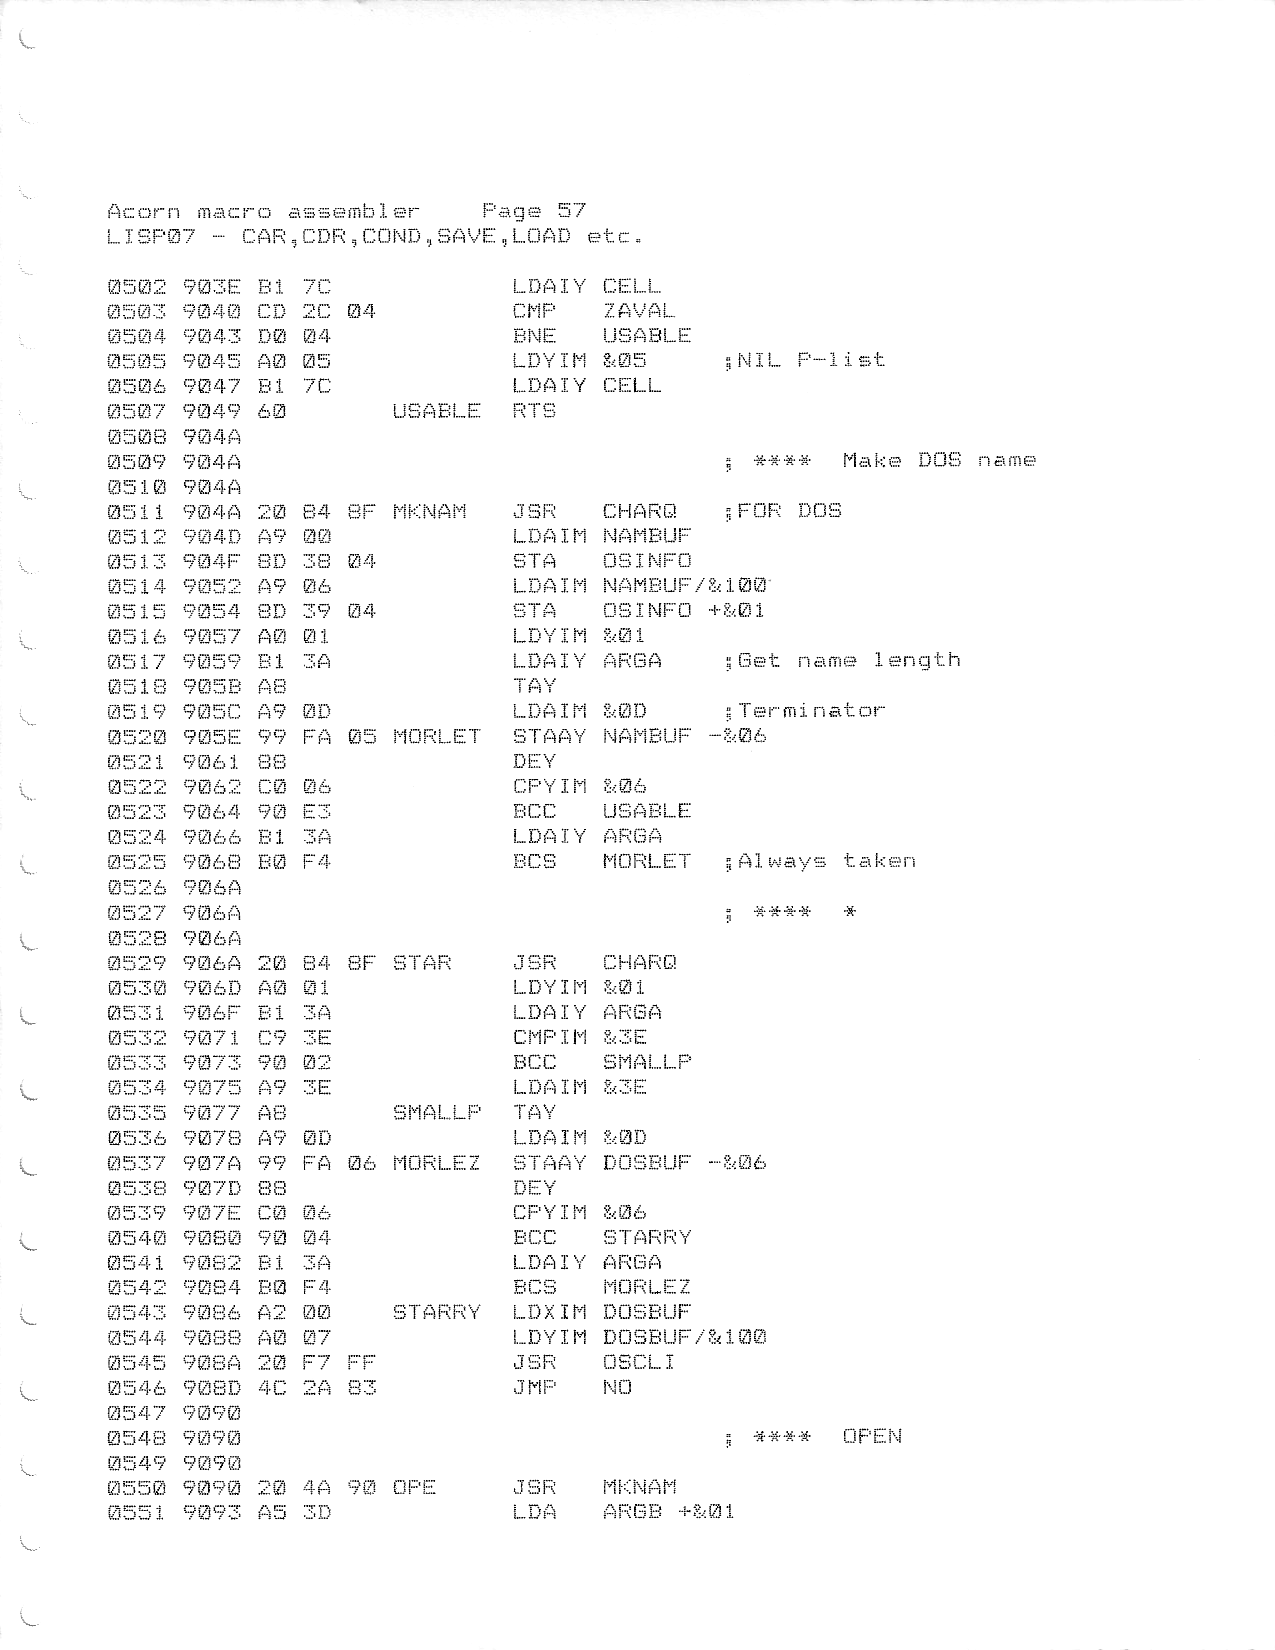 Acorn macro assembler    Page 57
LISP07 - CAR,CDR,COND,SAVE,LOAD etc.
0502 903E B1 7C            LDAIY CELL
0503 9040 CD 2C 04         CMP   ZAVAL
0504 9043 D0 04            BNE   USABLE
0505 9045 A0 05            LDYIM &05     ;NIL P-list
0506 9047 B1 7C            LDAIY CELL
0507 9049 60       USABLE  RTS
0508 904A
0509 904A                                ; ****  Make DOS name
0510 904A
0511 904A 20 84 8F MKNAM   JSR   CHARQ   ;FOR DOS
0512 904D A9 00            LDAIM NAMBUF
0513 904F 8D 38 04         STA   OSINFO
0514 9052 A9 06            LDAIM NAMBUF/&100
0515 9054 8D 39 04         STA   OSINFO +&01
0516 9057 A0 01            LDYIM &01
0517 9059 B1 3A            LDAIY ARGA    ;Get name length
0518 905B A8               TAY
0519 905C A9 0D            LDAIM &0D     ;Terminator
0520 905E 99 FA 05 MORLET  STAAY NAMBUF -&06
0521 9061 88               DEY
0522 9062 C0 06            CPYIM &06
0523 9064 90 E3            BCC   USABLE
0524 9066 B1 3A            LDAIY ARGA
0525 9068 B0 F4            BCS   MORLET  ;Always taken
0526 906A
0527 906A                                ; ****  *
0528 906A
0529 906A 20 84 8F STAR    JSR   CHARQ
0530 906D A0 01            LDYIM &01
0531 906F B1 3A            LDAIY ARGA
0532 9071 C9 3E            CMPIM &3E
0533 9073 90 02            BCC   SMALLP
0534 9075 A9 3E            LDAIM &3E
0535 9077 A8       SMALLP  TAY
0536 9078 A9 0D            LDAIM &0D
0537 907A 99 FA 06 MORLEZ  STAAY DOSBUF -&06
0538 907D 88               DEY
0539 907E C0 06            CPYIM &06
0540 9080 90 04            BCC   STARRY
0541 9082 B1 3A            LDAIY ARGA
0542 9084 B0 F4            BCS   MORLEZ
0543 9086 A2 00    STARRY  LDXIM DOSBUF
0544 9088 A0 07            LDYIM DOSBUF/&100
0545 908A 20 F7 FF         JSR   OSCLI
0546 908D 4C 2A 83         JMP   NO
0547 9090
0548 9090                                ; ****  OPEN
0549 9090
0550 9090 20 4A 90 OPE     JSR   MKNAM
0551 9093 A5 3D            LDA   ARGB +&01